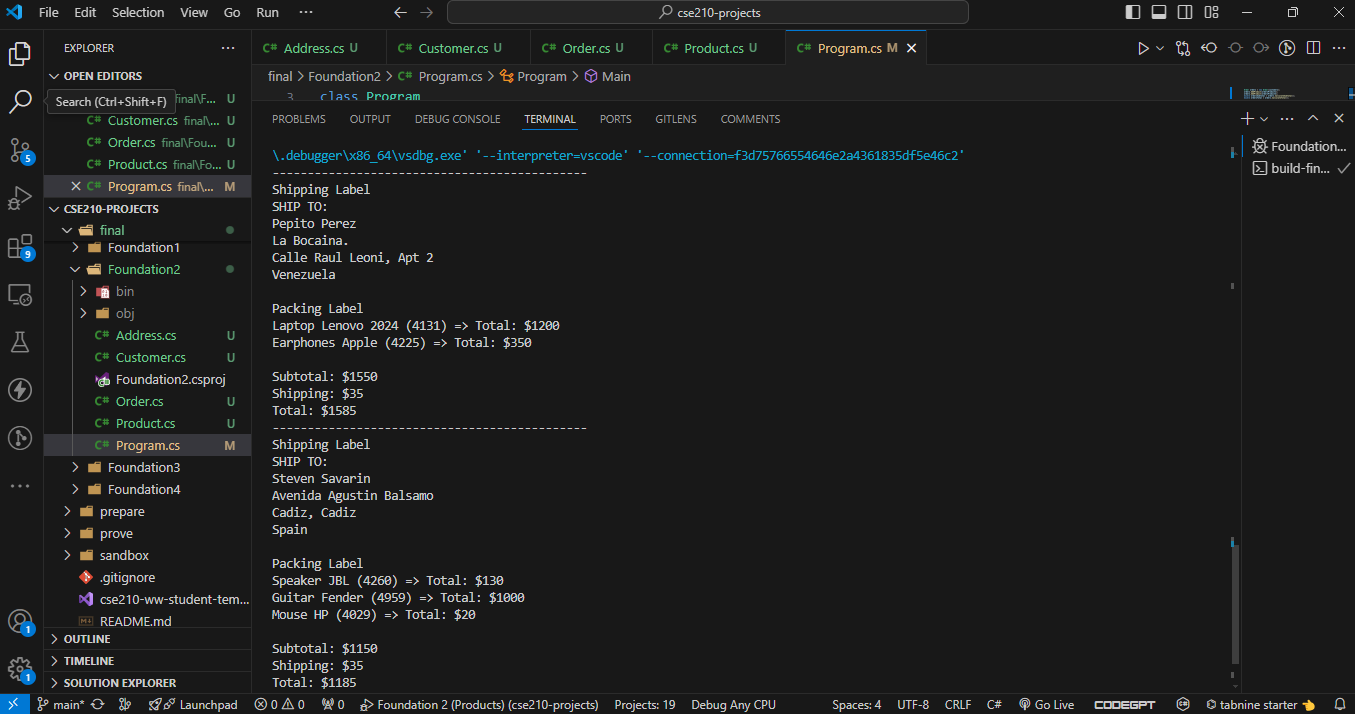 File Edit Selection View Go Run ··· cse210-projects
EXPLORER ···
OPEN EDITORS
Search (Ctrl+Shift+F)
final\F... U
Customer.cs final\... U
Order.cs final\Fou... U
Product.cs final\Fo... U
C# Program.cs final\... M
CSE210-PROJECTS
final
Foundation1
Foundation2
bin
obj
C# Address.cs U
C# Customer.cs U
Foundation2.csproj
C# Order.cs U
C# Product.cs U
C# Program.cs M
Foundation3
Foundation4
prepare
prove
sandbox
.gitignore
cse210-ww-student-tem...
README.md
OUTLINE
TIMELINE
SOLUTION EXPLORER
5
9
1
1
C# Address.cs U C# Customer.cs U C# Order.cs U C# Product.cs U C# Program.cs M
final > Foundation2 > C# Program.cs > Program > Main
3 class Program
PROBLEMS OUTPUT DEBUG CONSOLE TERMINAL PORTS GITLENS COMMENTS
\.debugger\x86_64\vsdbg.exe' '--interpreter=vscode' '--connection=f3d75766554646e2a4361835df5e46c2'
---------------------------------------------
Shipping Label
SHIP TO:
Pepito Perez
La Bocaina.
Calle Raul Leoni, Apt 2
Venezuela
Packing Label
Laptop Lenovo 2024 (4131) => Total: $1200
Earphones Apple (4225) => Total: $350
Subtotal: $1550
Shipping: $35
Total: $1585
---------------------------------------------
Shipping Label
SHIP TO:
Steven Savarin
Avenida Agustin Balsamo
Cadiz, Cadiz
Spain
Packing Label
Speaker JBL (4260) => Total: $130
Guitar Fender (4959) => Total: $1000
Mouse HP (4029) => Total: $20
Subtotal: $1150
Shipping: $35
Total: $1185
Foundation...
build-fin...
main* Launchpad 0 0 0 Foundation 2 (Products) (cse210-projects) Projects: 19 Debug Any CPU Spaces: 4 UTF-8 CRLF C# Go Live CODEGPT tabnine starter